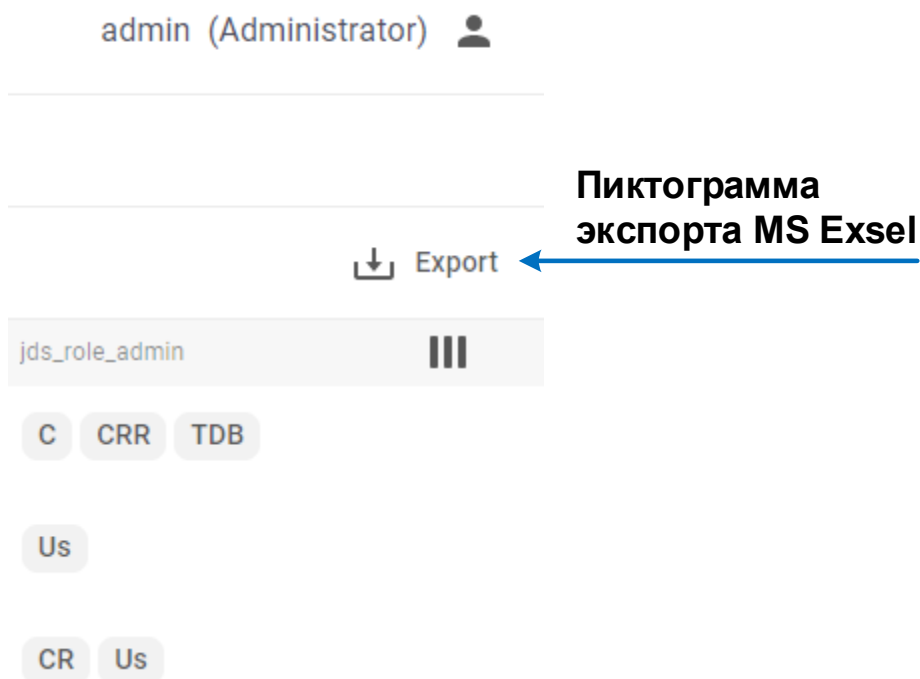 admin (Administrator)
Пиктограмма
экспорта MS Exsel
Export
jds_role_admin
C CRR TDB
Us
CR Us